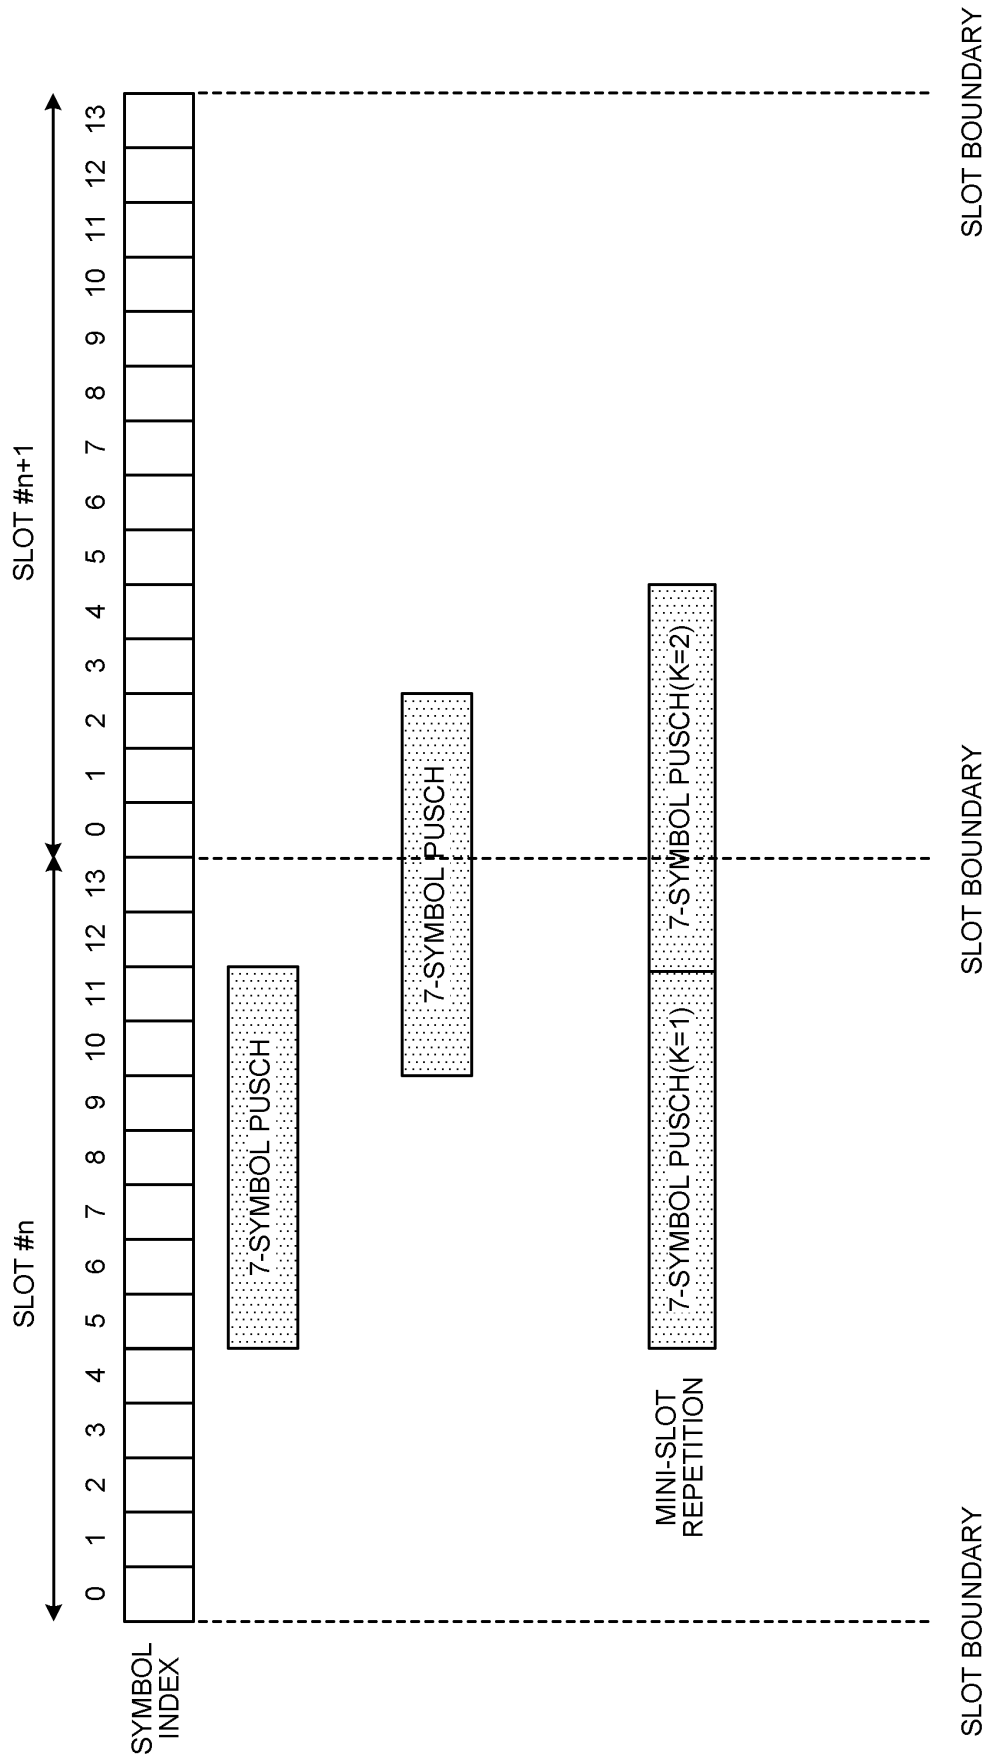 SLOT #n
SLOT #n+1
0 1 2 3 4 5 6 7 8 9 10 11 12 13 0 1 2 3 4 5 6 7 8 9 10 11 12 13
SYMBOL
INDEX
7-SYMBOL PUSCH
7-SYMBOL PUSCH
MINI-SLOT
REPETITION
7-SYMBOL PUSCH(K=1)
7-SYMBOL PUSCH(K=2)
SLOT BOUNDARY
SLOT BOUNDARY
SLOT BOUNDARY